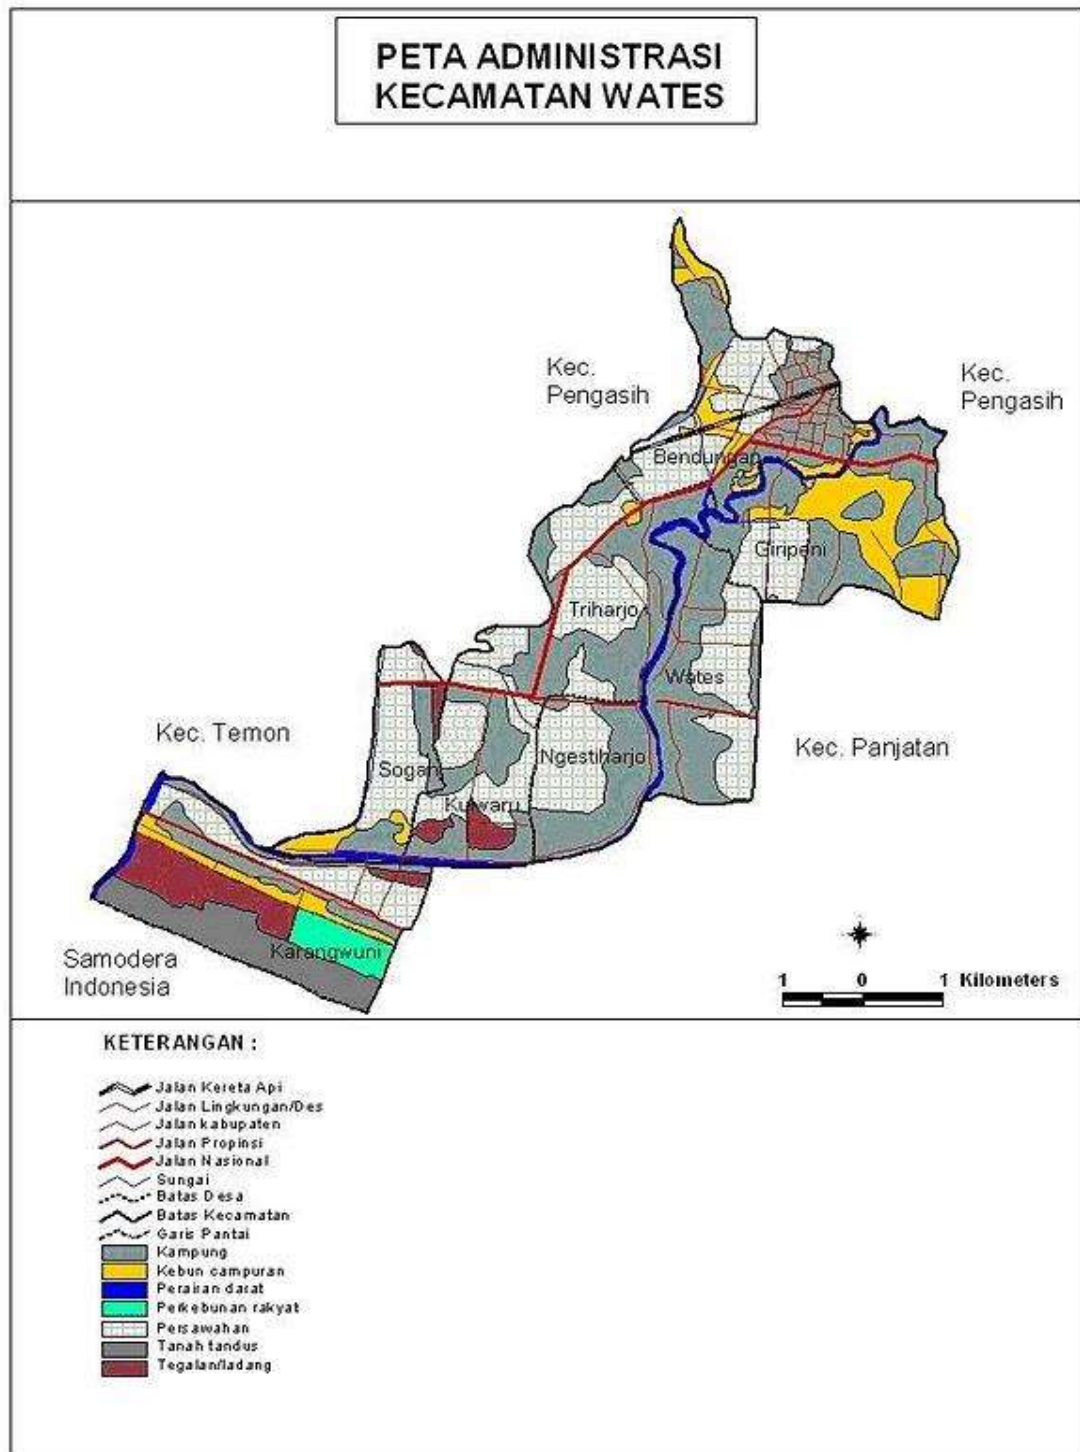 PETA ADMINISTRASI
KECAMATAN WATES
Kec.
Pengasih
Kec.
Pengasih
Bendungan
Giripeni
Triharjo
Wates
Kec. Temon
Ngestiharjo
Kec. Panjatan
Sogan
Kulwaru
Karangwuni
Samodera
Indonesia
1 0 1 Kilometers
KETERANGAN :
Jalan Kereta Api
Jalan Lingkungan/Des
Jalan kabupaten
Jalan Propinsi
Jalan Nasional
Sungai
Batas Desa
Batas Kecamatan
Garis Pantai
Kampung
Kebun campuran
Perairan darat
Perkebunan rakyat
Persawahan
Tanah tandus
Tegalan/ladang